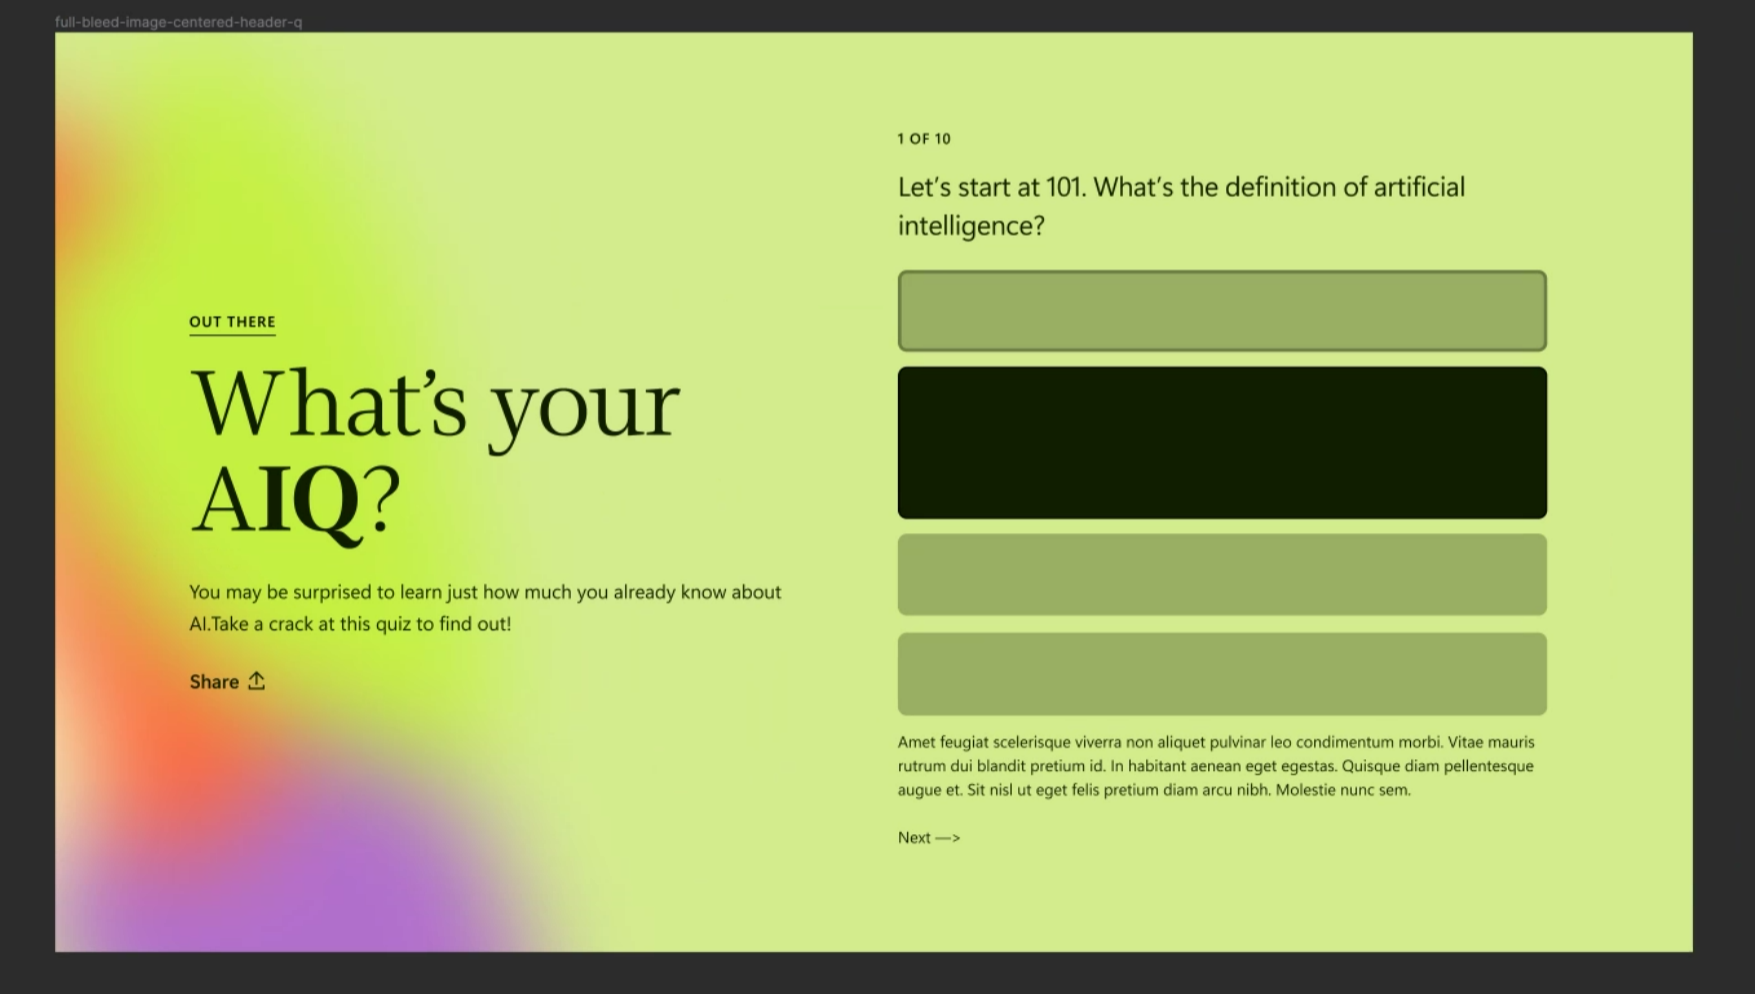 full-bleed-image-centered-header-q
OUT THERE
What's your
AIQ?
You may be surprised to learn just how much you already know about
AI.Take a crack at this quiz to find out!
Share
1 OF 10
Let's start at 101. What's the definition of artificial
intelligence?
Amet feugiat scelerisque viverra non aliquet pulvinar leo condimentum morbi. Vitae mauris
rutrum dui blandit pretium id. In habitant aenean eget egestas. Quisque diam pellentesque
augue et. Sit nisl ut eget felis pretium diam arcu nibh. Molestie nunc sem.
Next —>